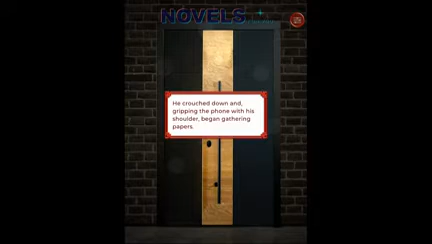 NOVELS
He crouched down and,
gripping the phone with his
shoulder, began gathering
papers.